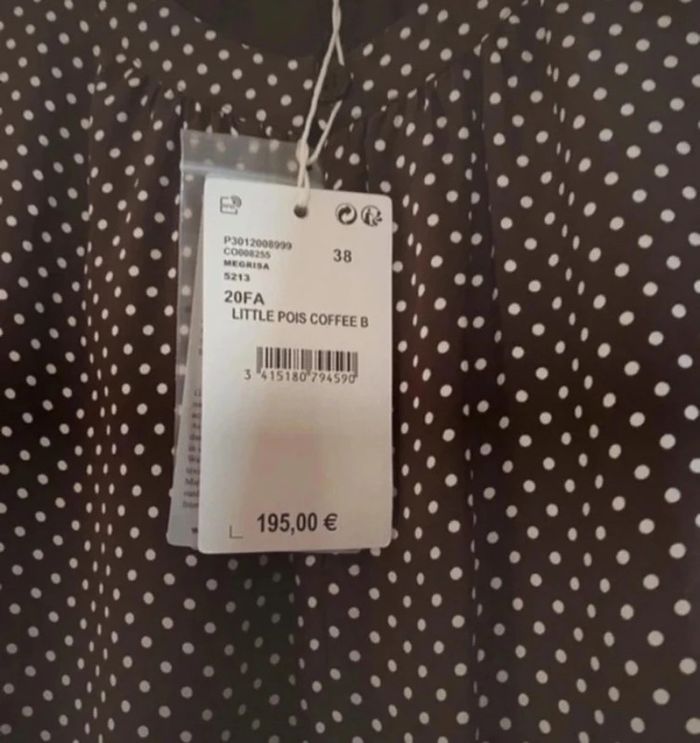 P3012008999
CO008255
38
MEGRISA
5213
20FA
LITTLE POIS COFFEE B
3 415180 794590
195,00 €